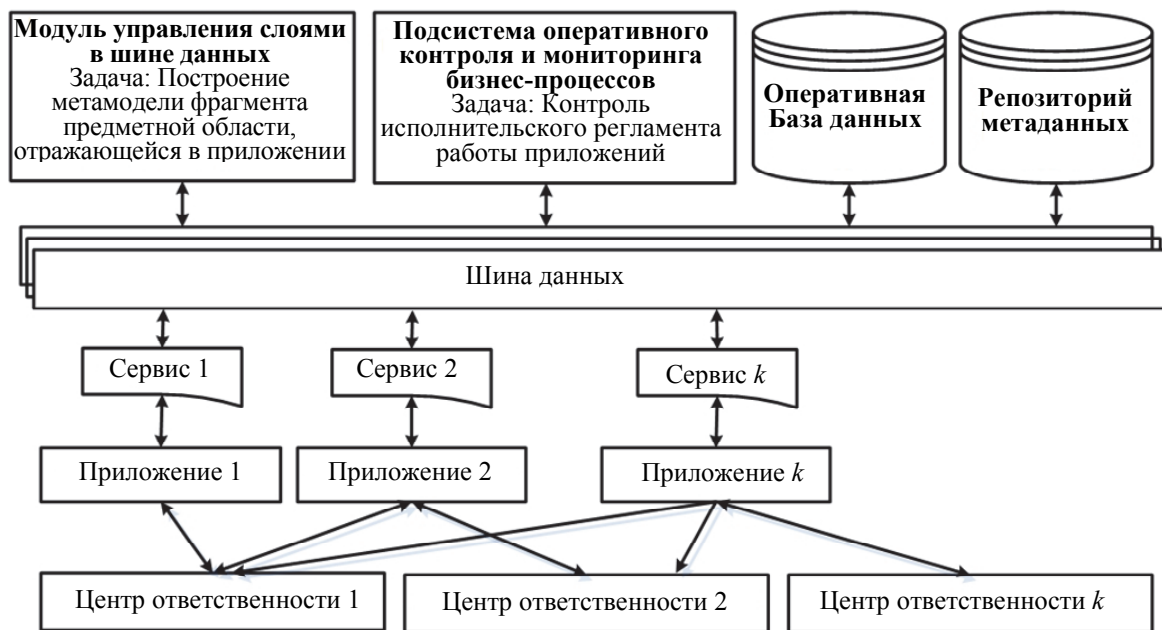 Модуль управления слоями
в шине данных
Задача: Построение
метамодели фрагмента
предметной области,
отражающейся в приложении
Подсистема оперативного
контроля и мониторинга
бизнес-процессов
Задача: Контроль
исполнительского регламента
работы приложений
Оперативная
База данных
Репозиторий
метаданных
Шина данных
Сервис 1
Сервис 2
Сервис k
Приложение 1
Приложение 2
Приложение k
Центр ответственности 1
Центр ответственности 2
Центр ответственности k